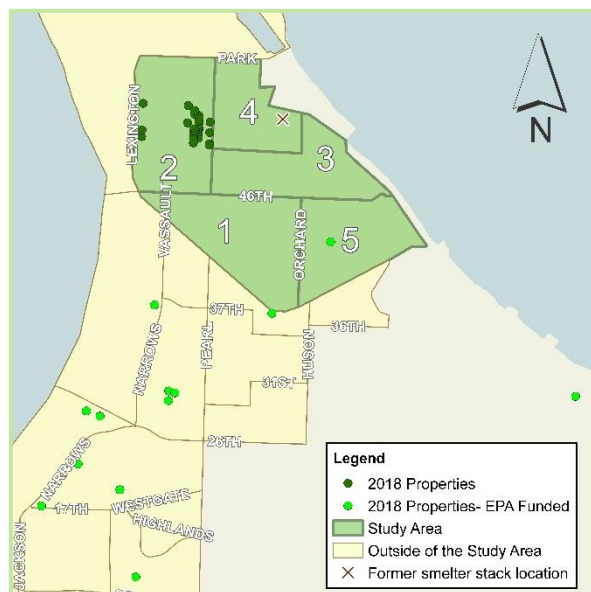 PARK
N
LEXINGTON
4
3
2
46TH
VASSAULT
1
ORCHARD
5
37TH
36TH
NARROWS
PEARL
HUSON
31ST
26TH
NARROWS
17TH
WESTGATE
HIGHLANDS
JACKSON
Legend
2018 Properties
2018 Properties- EPA Funded
Study Area
Outside of the Study Area
Former smelter stack location